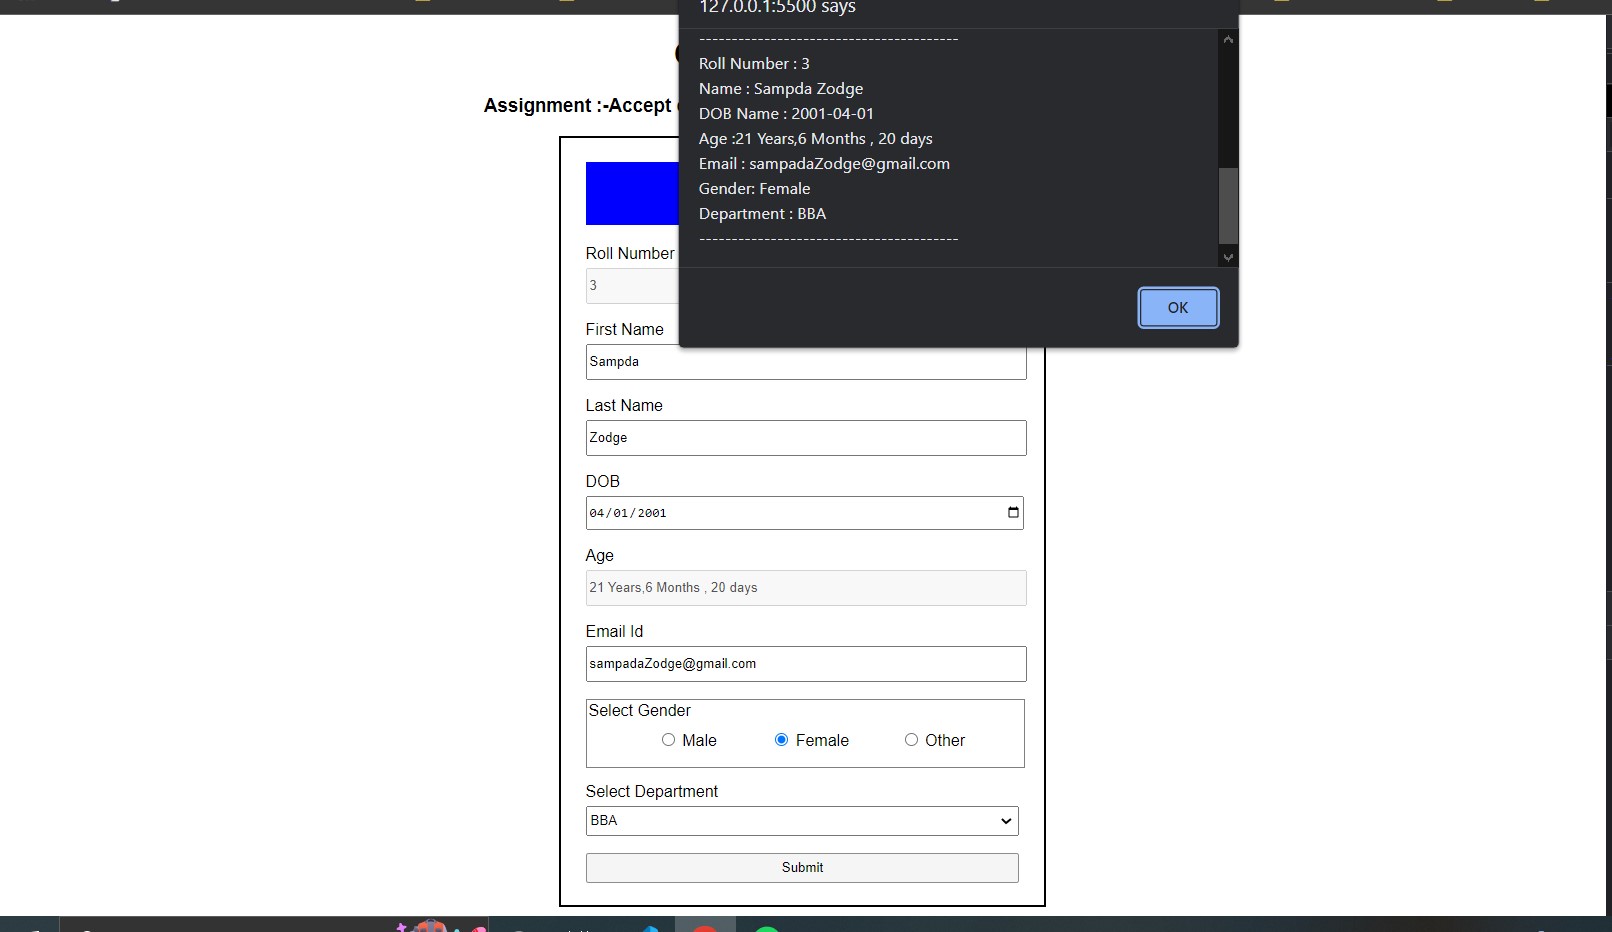 127.0.0.1:5500 says
----------------------------------------
Roll Number : 3
Name : Sampda Zodge
DOB Name : 2001-04-01
Age :21 Years,6 Months , 20 days
Email : sampadaZodge@gmail.com
Gender: Female
Department : BBA
----------------------------------------
OK
Assignment :-Accept
Roll Number
3
First Name
Sampda
Last Name
Zodge
DOB
04/01/2001
Age
21 Years,6 Months , 20 days
Email Id
sampadaZodge@gmail.com
Select Gender
Male Female Other
Select Department
BBA
Submit